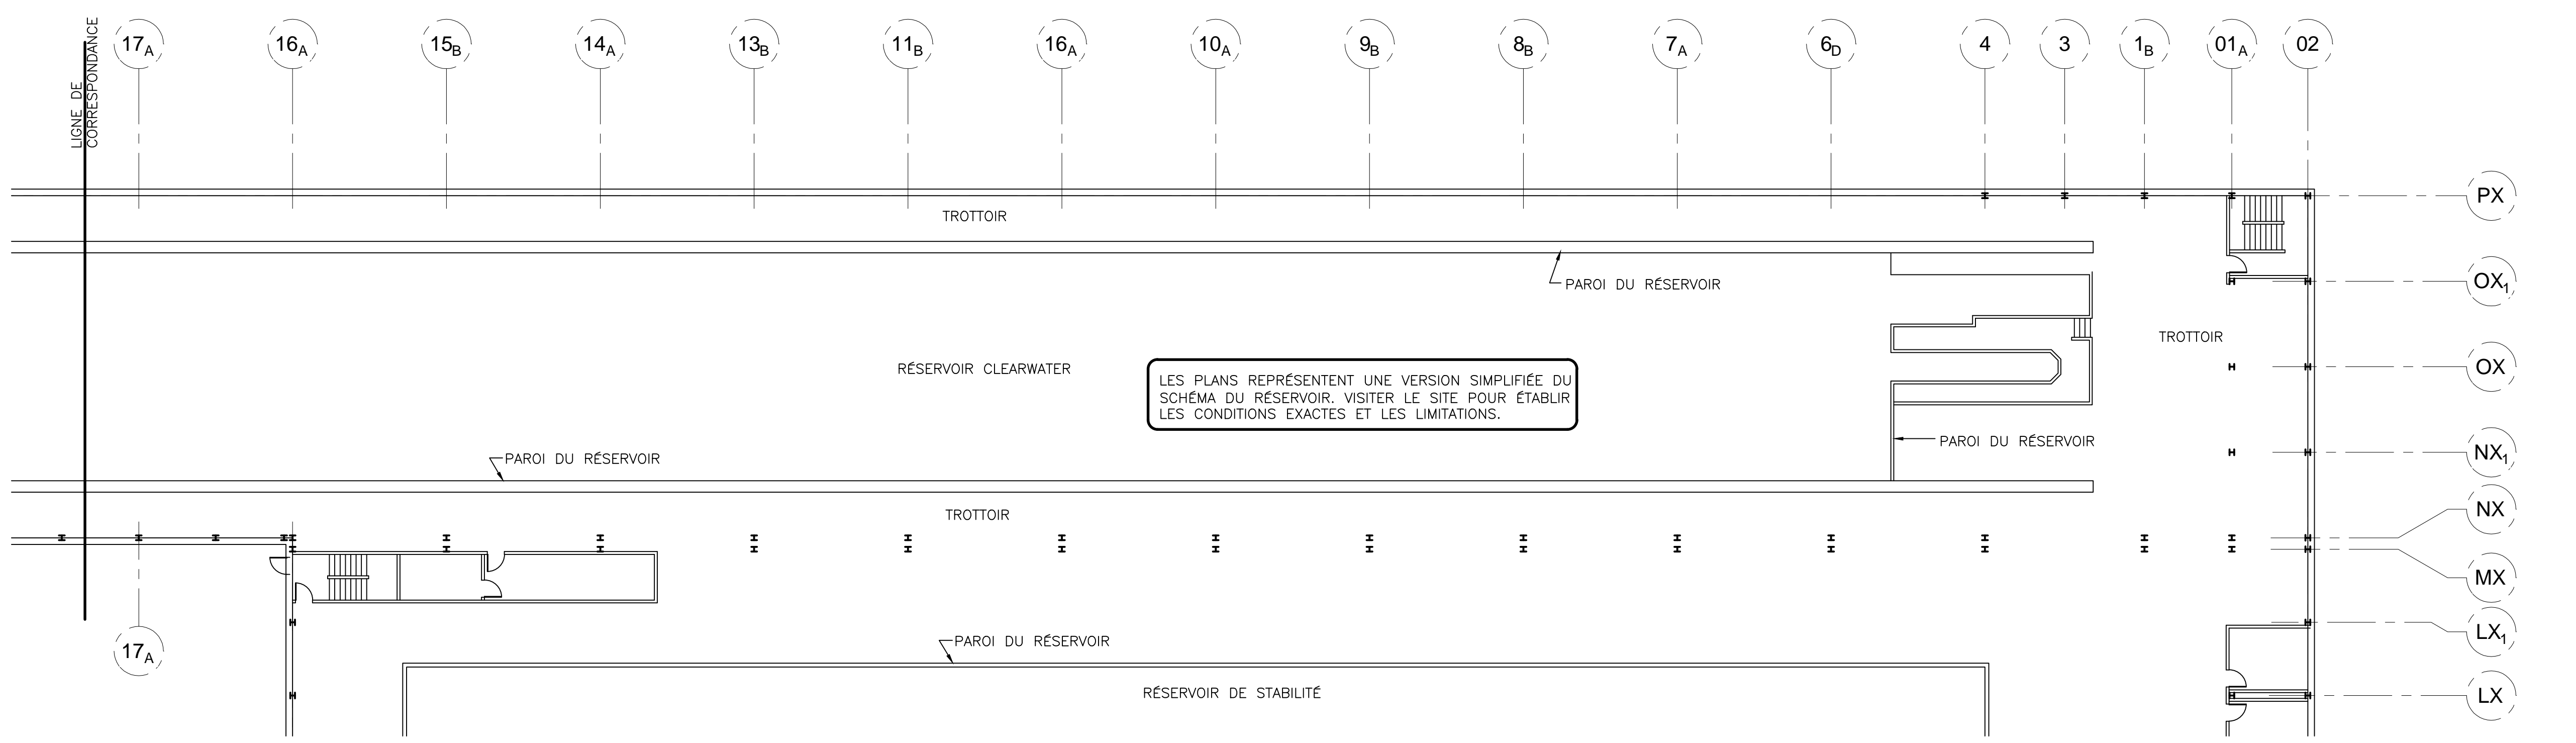 LIGNE DE
CORRESPONDANCE
17A 16A 15B 14A 13B 11B 16A 10A 9B 8B 7A 6D 4 3 1B 01A 02
PX
TROTTOIR
OX1
PAROI DU RÉSERVOIR
TROTTOIR
OX
RÉSERVOIR CLEARWATER
LES PLANS REPRÉSENTENT UNE VERSION SIMPLIFIÉE DU
SCHÉMA DU RÉSERVOIR. VISITER LE SITE POUR ÉTABLIR
LES CONDITIONS EXACTES ET LES LIMITATIONS.
PAROI DU RÉSERVOIR
NX1
PAROI DU RÉSERVOIR
NX
TROTTOIR
MX
LX1
PAROI DU RÉSERVOIR
17A
RÉSERVOIR DE STABILITÉ
LX